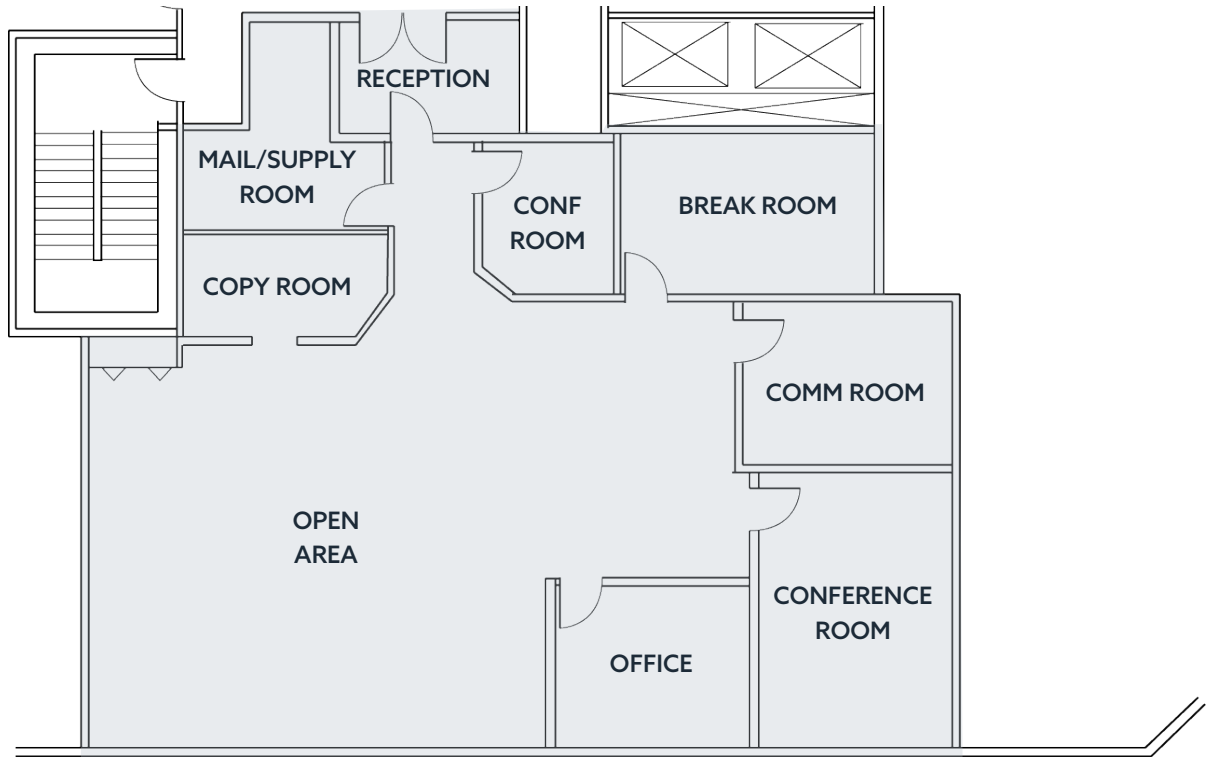 RECEPTION
MAIL/SUPPLY
ROOM
CONF
ROOM
BREAK ROOM
COPY ROOM
COMM ROOM
OPEN
AREA
CONFERENCE
ROOM
OFFICE